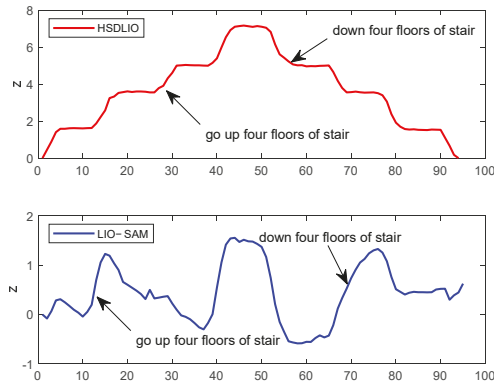 8
6
4
2
0
z
HSDLIO
down four floors of stair
go up four floors of stair
0 10 20 30 40 50 60 70 80 90 100
2
1
0
-1
z
LIO-SAM
down four floors of stair
go up four floors of stair
0 10 20 30 40 50 60 70 80 90 100